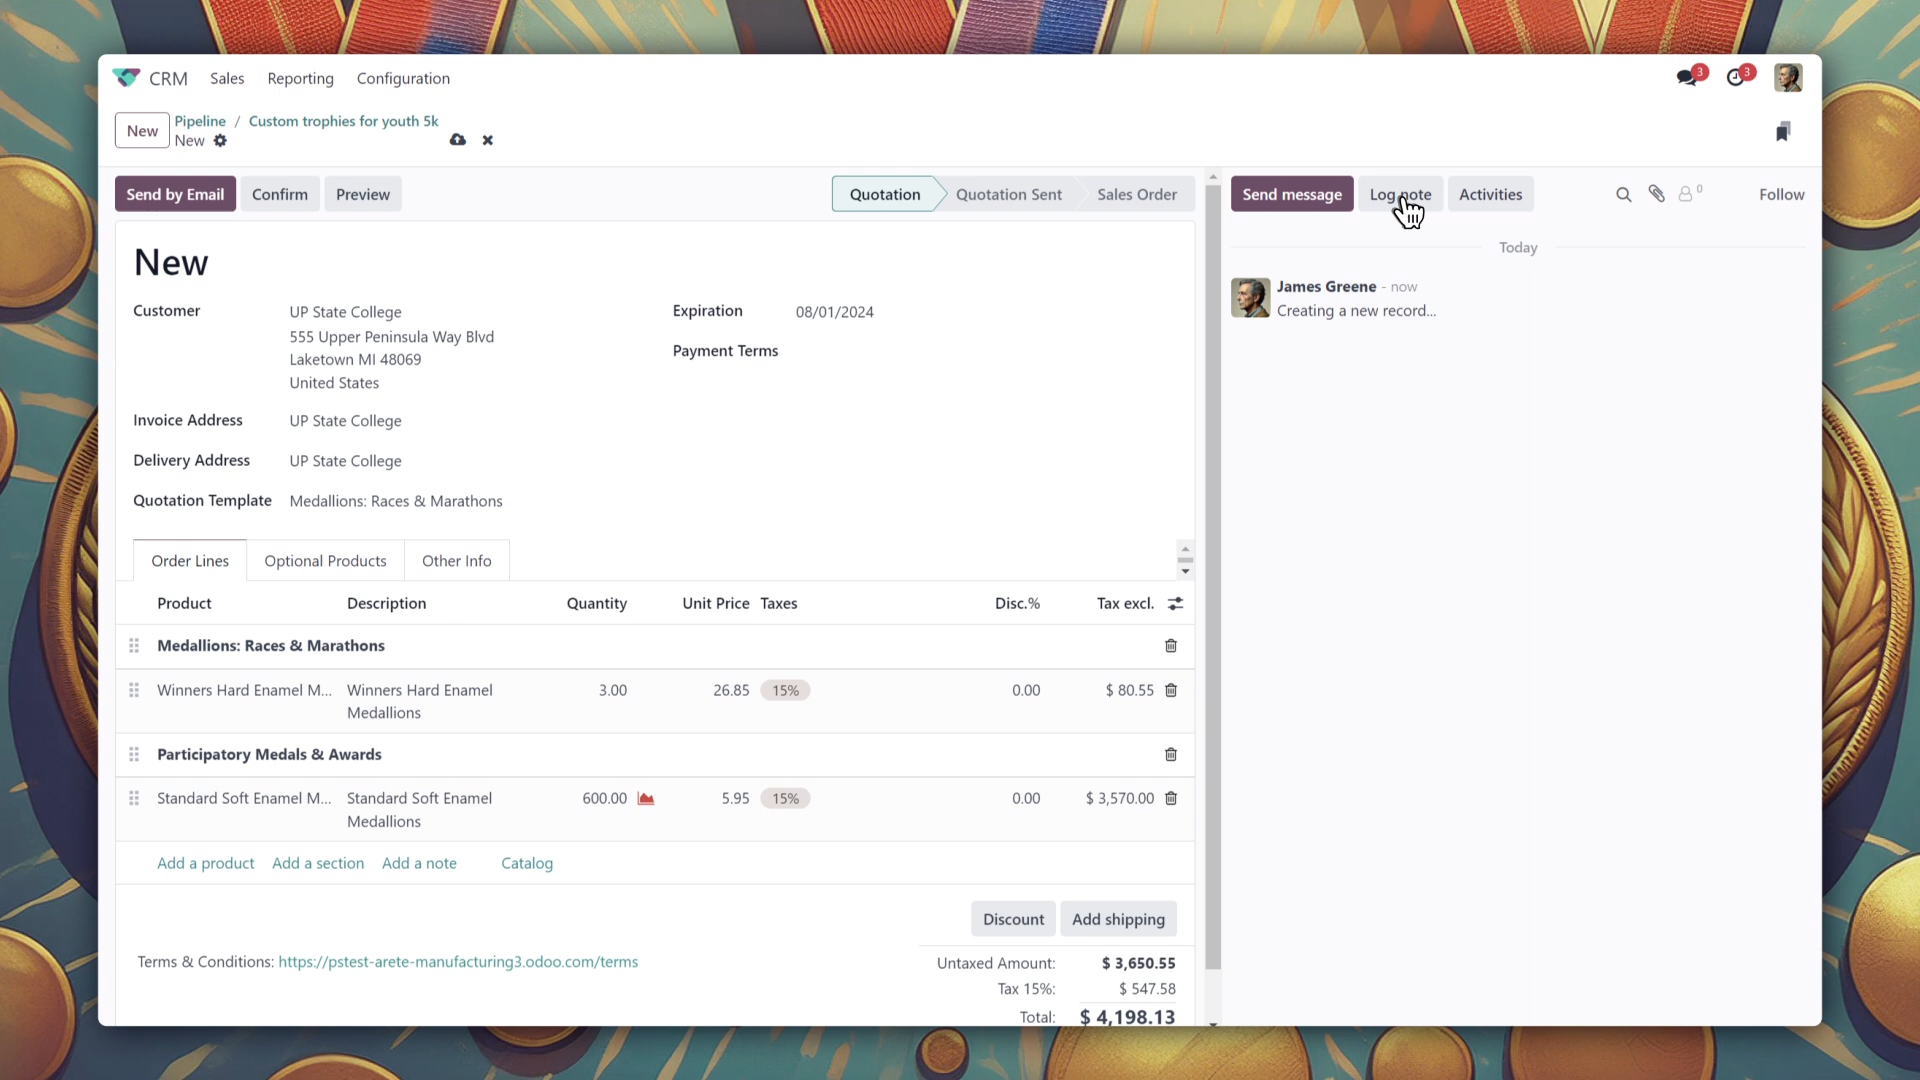 CRM Sales Reporting Configuration 3 3
New Pipeline / Custom trophies for youth 5k
New
Send by Email Confirm Preview Quotation Quotation Sent Sales Order Send message Log note Activities 0 Follow
Today
New
James Greene - now
Creating a new record...
Customer UP State College Expiration 08/01/2024
555 Upper Peninsula Way Blvd
Laketown MI 48069
United States
Payment Terms
Invoice Address UP State College
Delivery Address UP State College
Quotation Template Medallions: Races & Marathons
Order Lines Optional Products Other Info
Product Description Quantity Unit Price Taxes Disc.% Tax excl.
Medallions: Races & Marathons
Winners Hard Enamel M... Winners Hard Enamel 3.00 26.85 15% 0.00 $ 80.55
Medallions
Participatory Medals & Awards
Standard Soft Enamel M... Standard Soft Enamel 600.00 5.95 15% 0.00 $ 3,570.00
Medallions
Add a product Add a section Add a note Catalog
Discount Add shipping
Terms & Conditions: https://pstest-arete-manufacturing3.odoo.com/terms
Untaxed Amount: $ 3,650.55
Tax 15%: $ 547.58
Total: $ 4,198.13